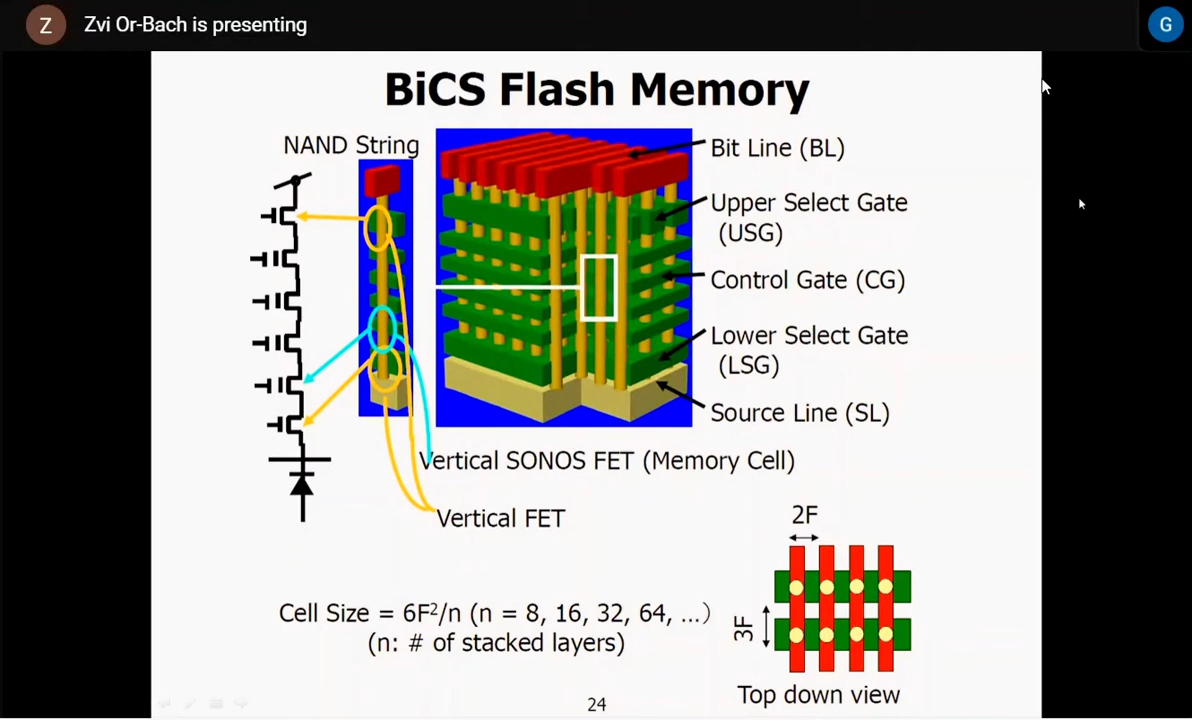 Z
Zvi Or-Bach is presenting
G
BiCS Flash Memory
NAND String
Bit Line (BL)
Upper Select Gate
(USG)
Control Gate (CG)
Lower Select Gate
(LSG)
Source Line (SL)
Vertical SONOS FET (Memory Cell)
Vertical FET
2F
3F
Cell Size = 6F²/n (n = 8, 16, 32, 64, ...)
(n: # of stacked layers)
Top down view
24